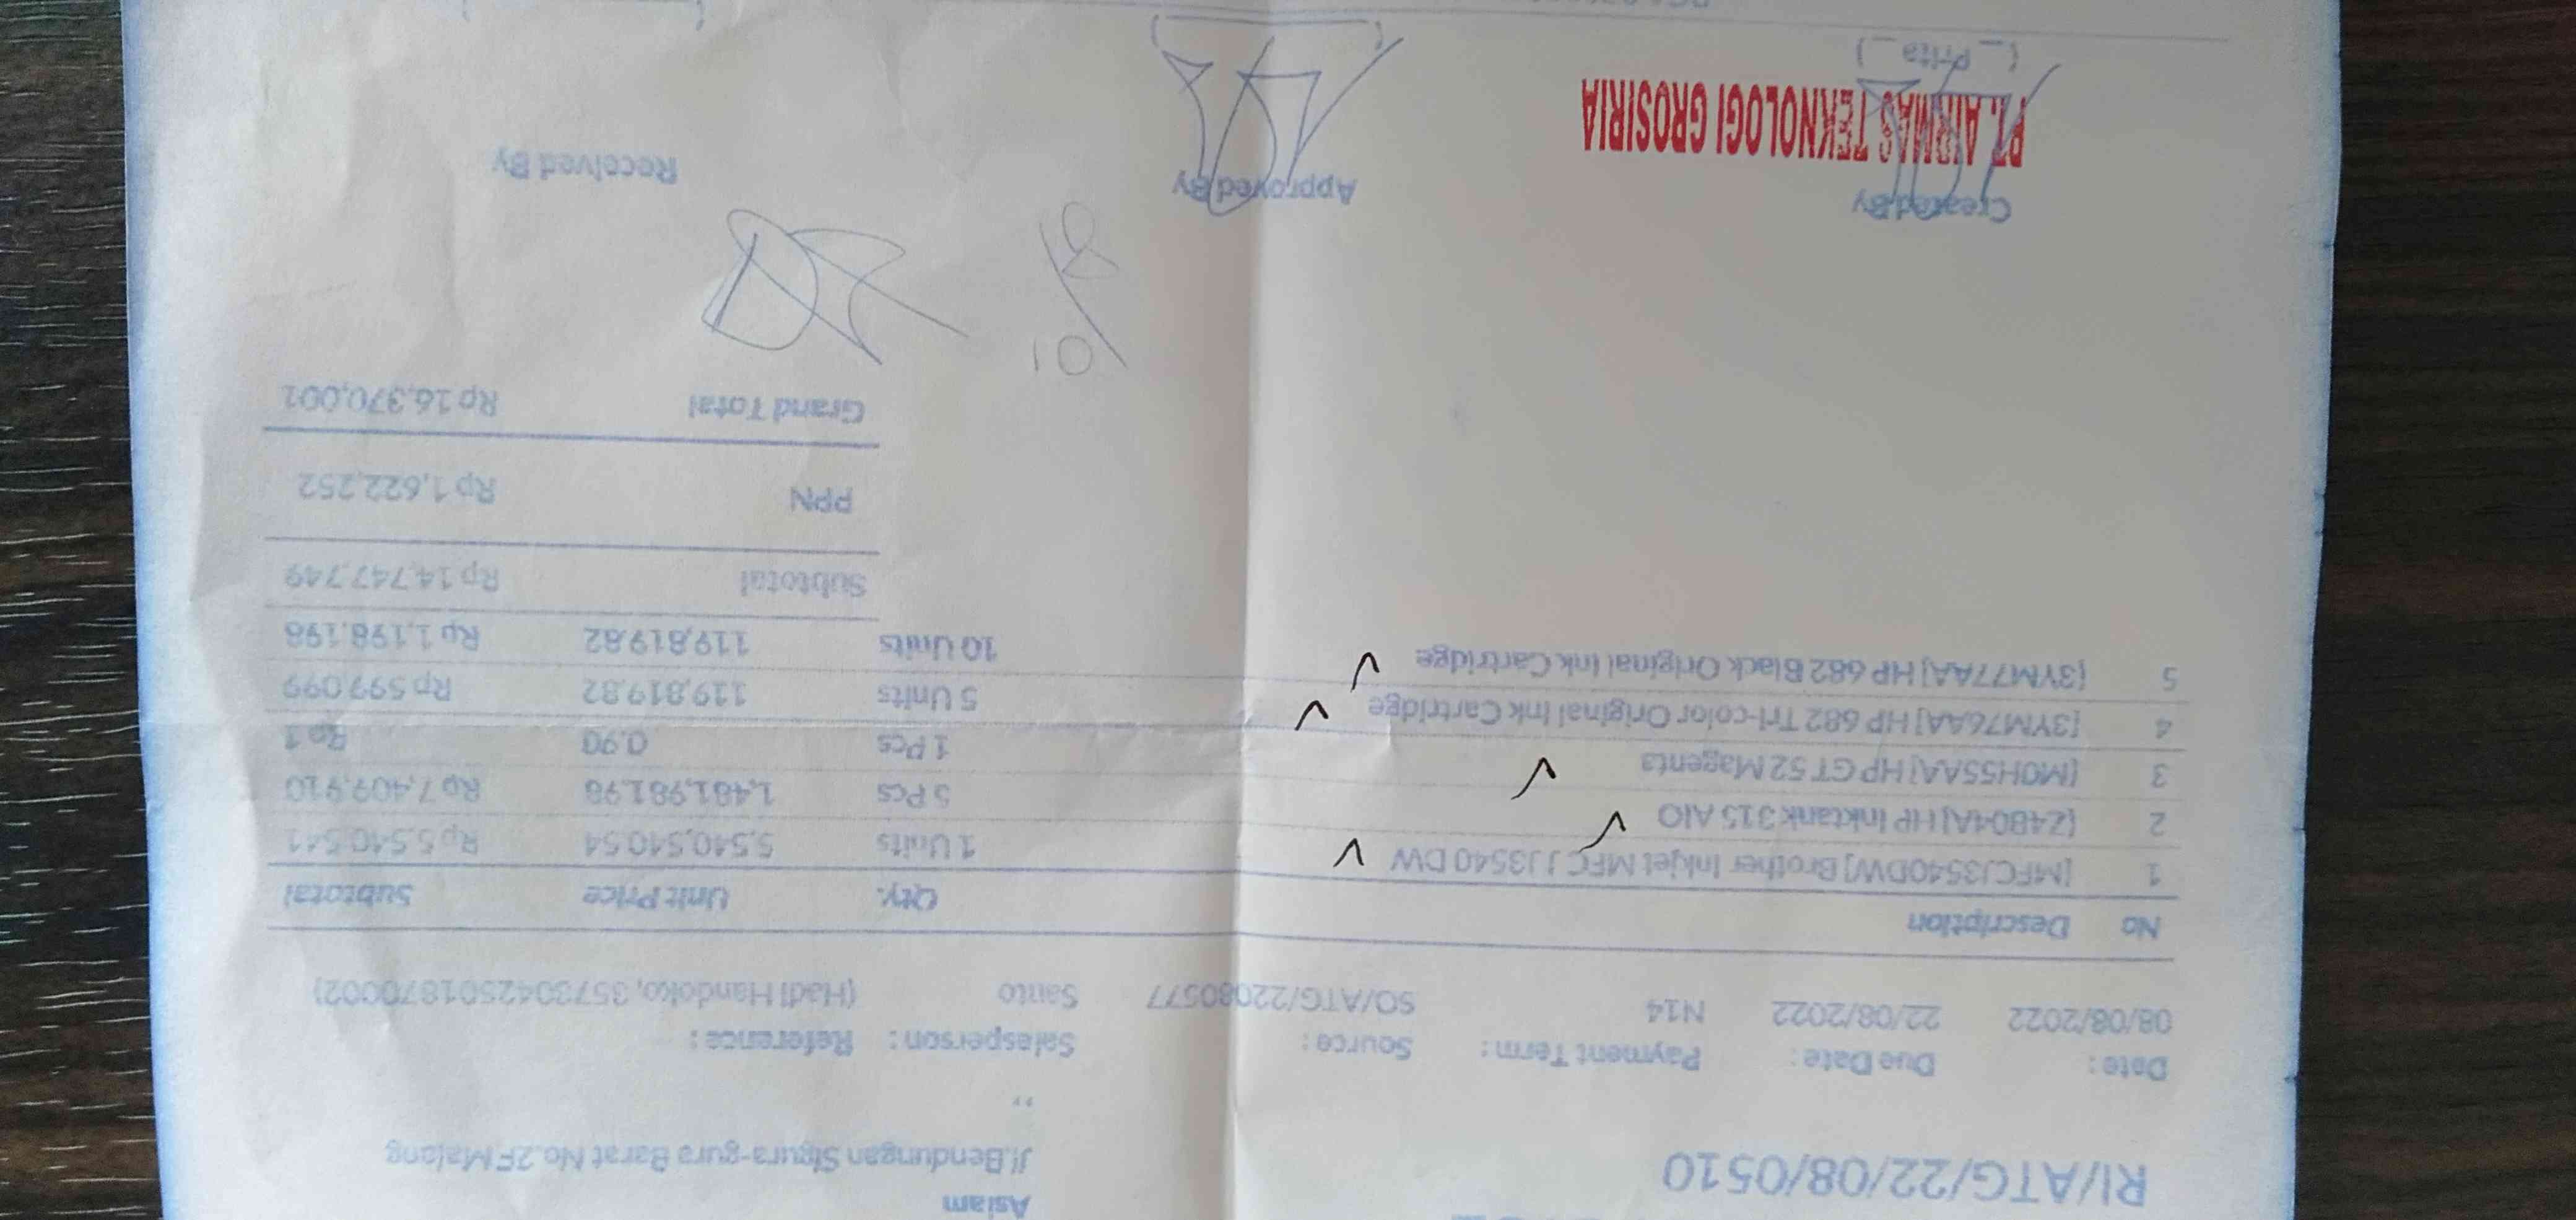 Asiam
Jl.Bendungan Sigura-gura Barat No.2F Malang
,,
RI/ATG/22/08/0510
Date: Due Date: Payment Term: Source: Salesperson: Reference:
08/08/2022 22/08/2022 N14 SO/ATG/22080577 Santo (Hadi Handoko, 3573042501870002)
No Description Qty. Unit Price Subtotal
1 [MFCJ3540DW] Brother Inkjet MFC J J3540 DW 1 Units 5,540,540.54 Rp 5.540.541
2 [Z4B04A] HP Inktank 315 AIO 5 Pcs 1,481,981.98 Rp 7,409,910
3 [M0H55AA] HP GT 52 Magenta 1 Pcs 0.90 Rp 1
4 [3YM76AA] HP 682 Tri-color Original Ink Cartridge 5 Units 119,819.82 Rp 599,099
5 [3YM77AA] HP 682 Black Original Ink Cartridge 10 Units 119,819.82 Rp 1,198,198
Subtotal Rp 14,747,749
PPN Rp 1,622,252
Grand Total Rp 16,370,001
10/8
Created By Approved By Received By
PT. AIRMAS TEKNOLOGI GROSIRIA
( _ Prita _ ) ( )